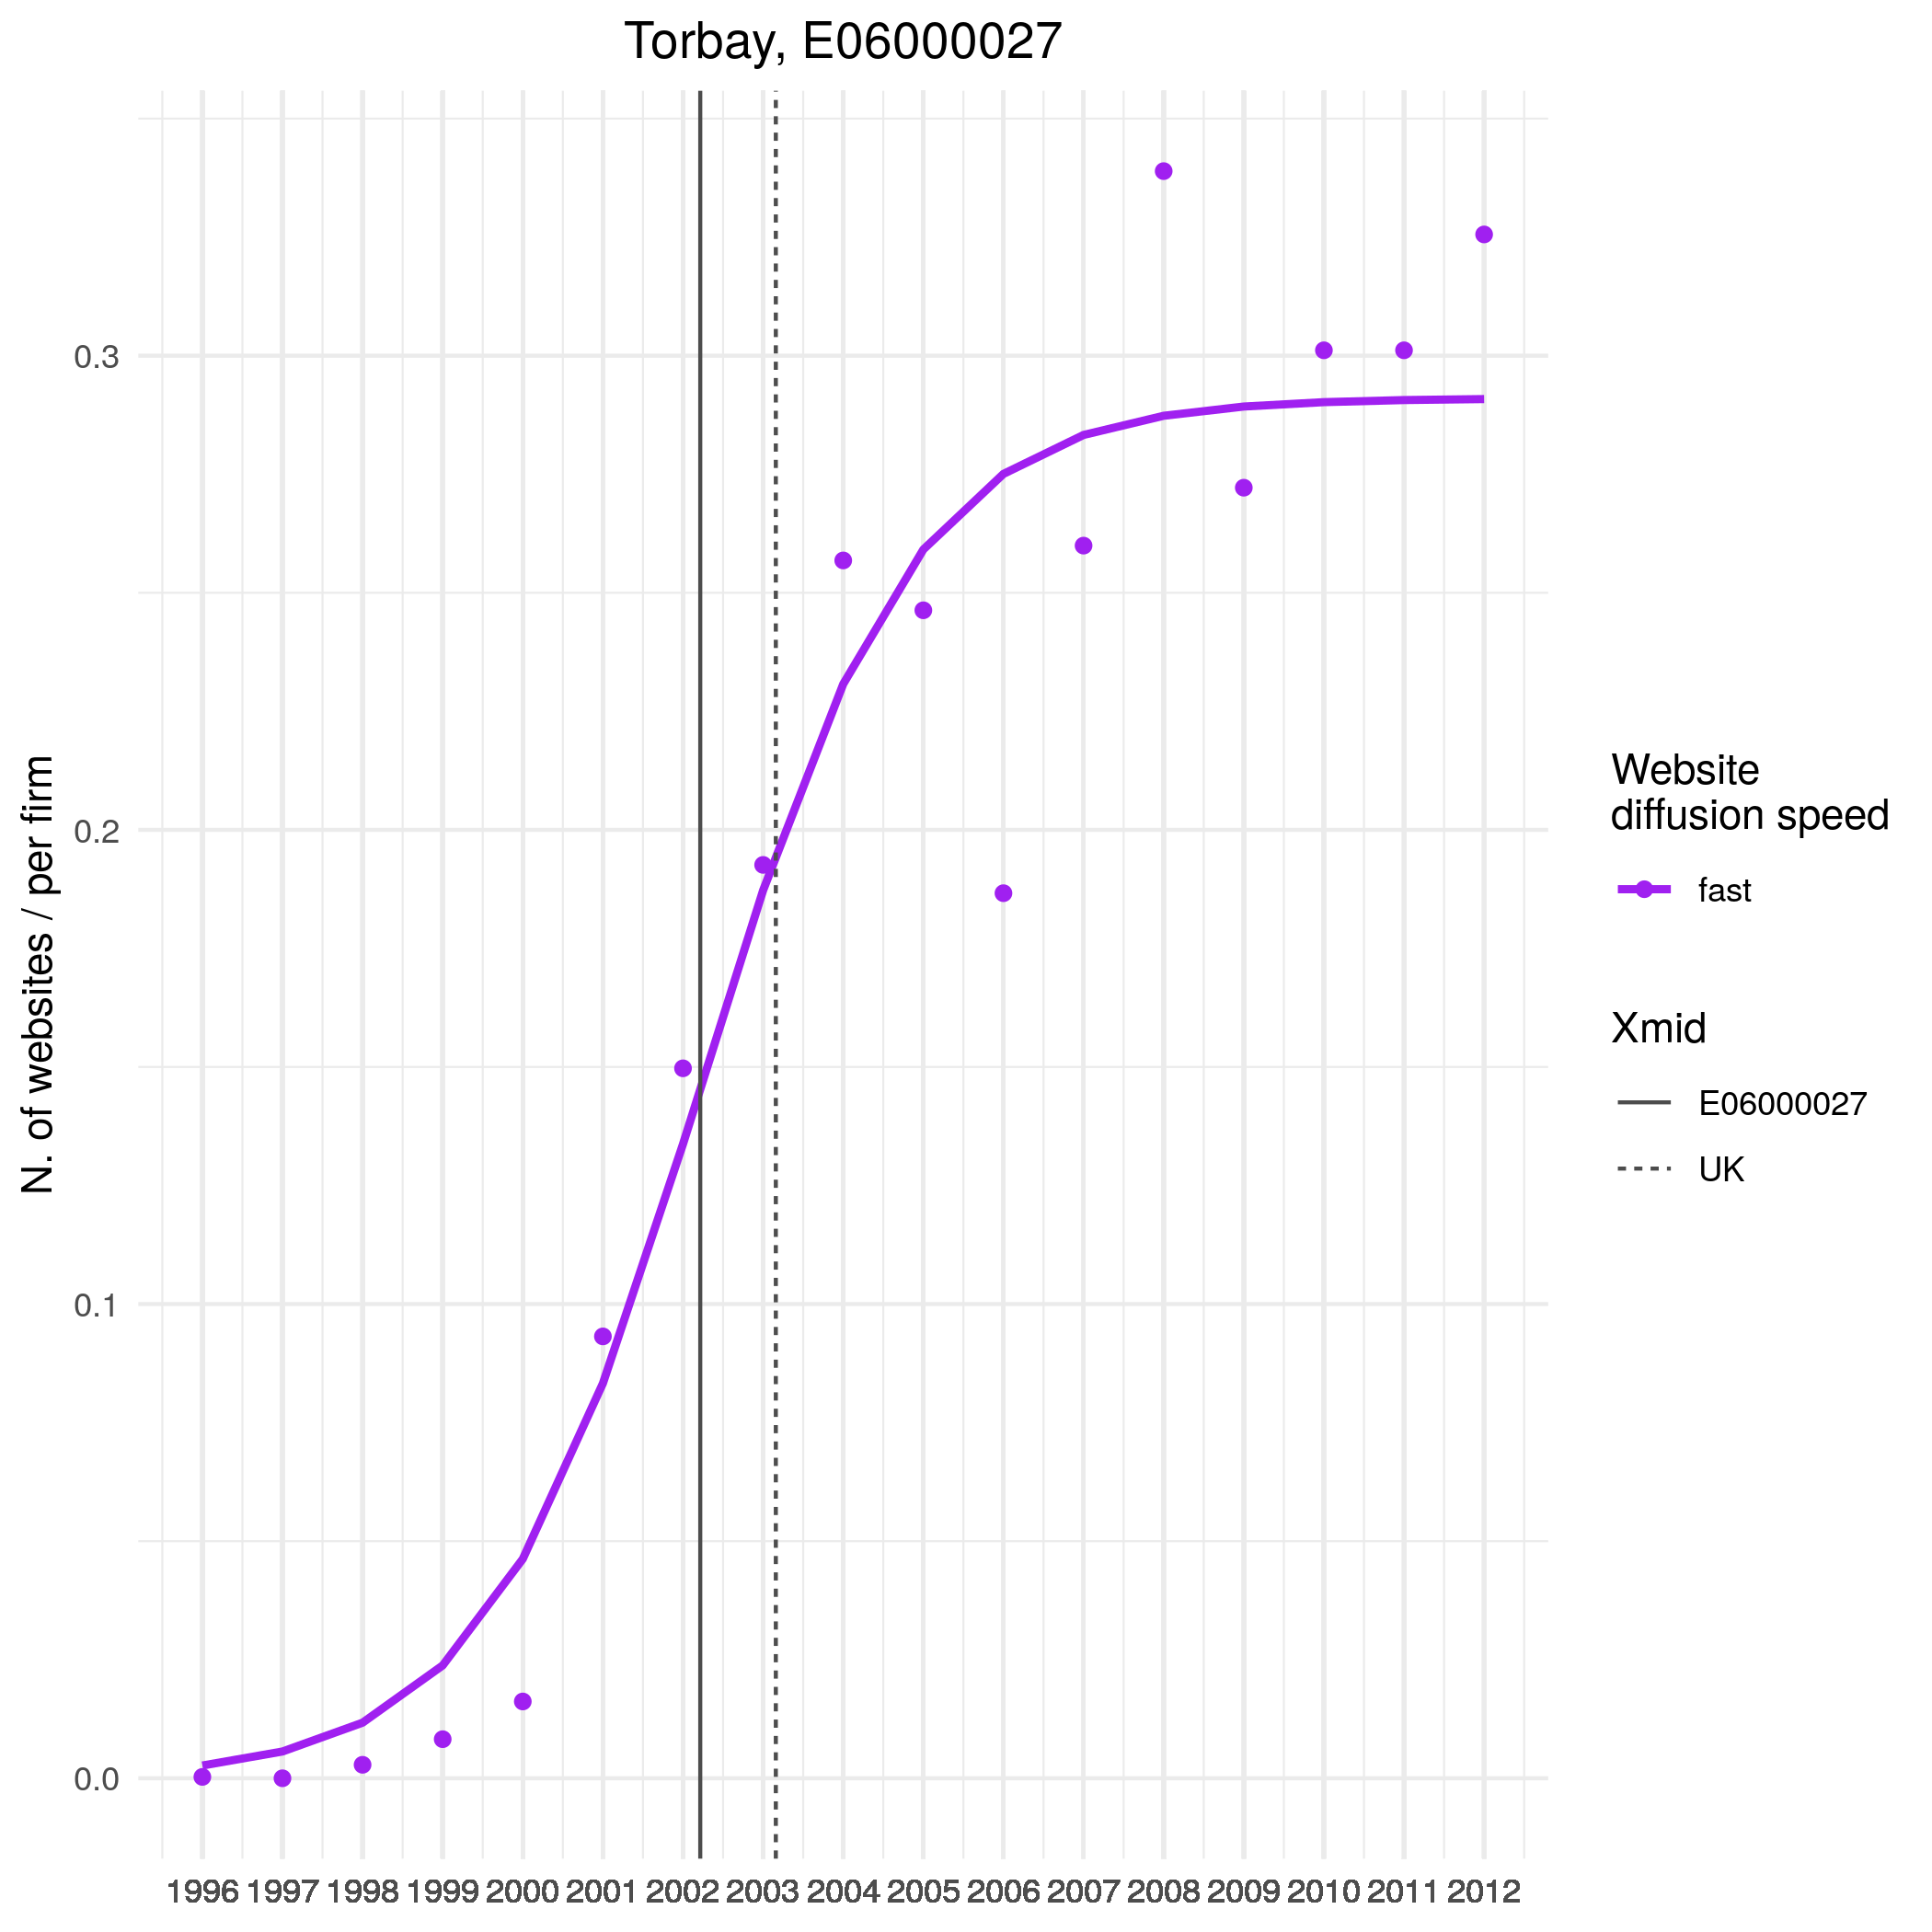 Torbay, E06000027
N. of websites / per firm
0.3
0.2
0.1
0.0
1996 1997 1998 1999 2000 2001 2002 2003 2004 2005 2006 2007 2008 2009 2010 2011 2012
Website
diffusion speed
fast
Xmid
E06000027
UK